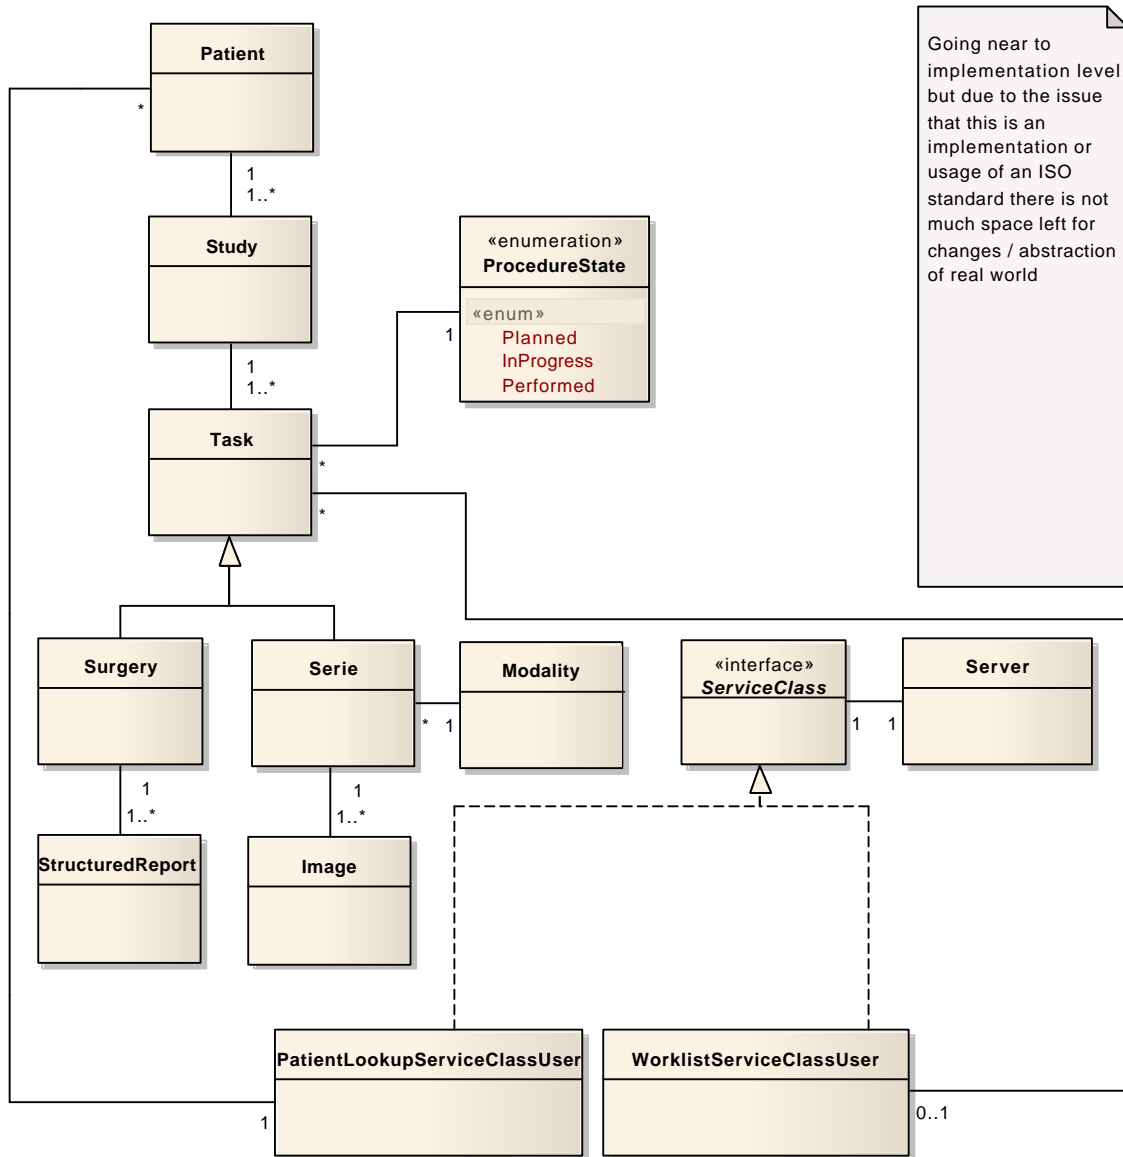 Patient
*
1
1..*
Study
1
1..*
Task
*
*
«enumeration»
ProcedureState
«enum»
Planned
InProgress
Performed
1
Going near to
implementation level
but due to the issue
that this is an
implementation or
usage of an ISO
standard there is not
much space left for
changes / abstraction
of real world
Surgery
Serie
Modality
* 1
«interface»
ServiceClass
Server
1 1
1
1..*
1
1..*
StructuredReport
Image
PatientLookupServiceClassUser
1
WorklistServiceClassUser
0..1